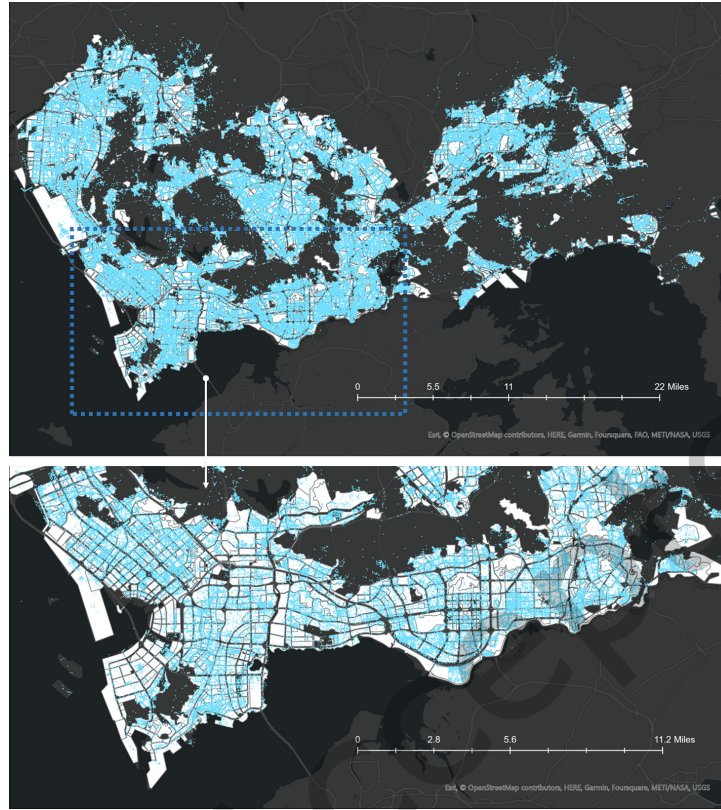 0 5.5 11 22 Miles
Esri, © OpenStreetMap contributors, HERE, Garmin, Foursquare, FAO, METI/NASA, USGS
0 2.8 5.6 11.2 Miles
Esri, © OpenStreetMap contributors, HERE, Garmin, Foursquare, METI/NASA, USGS